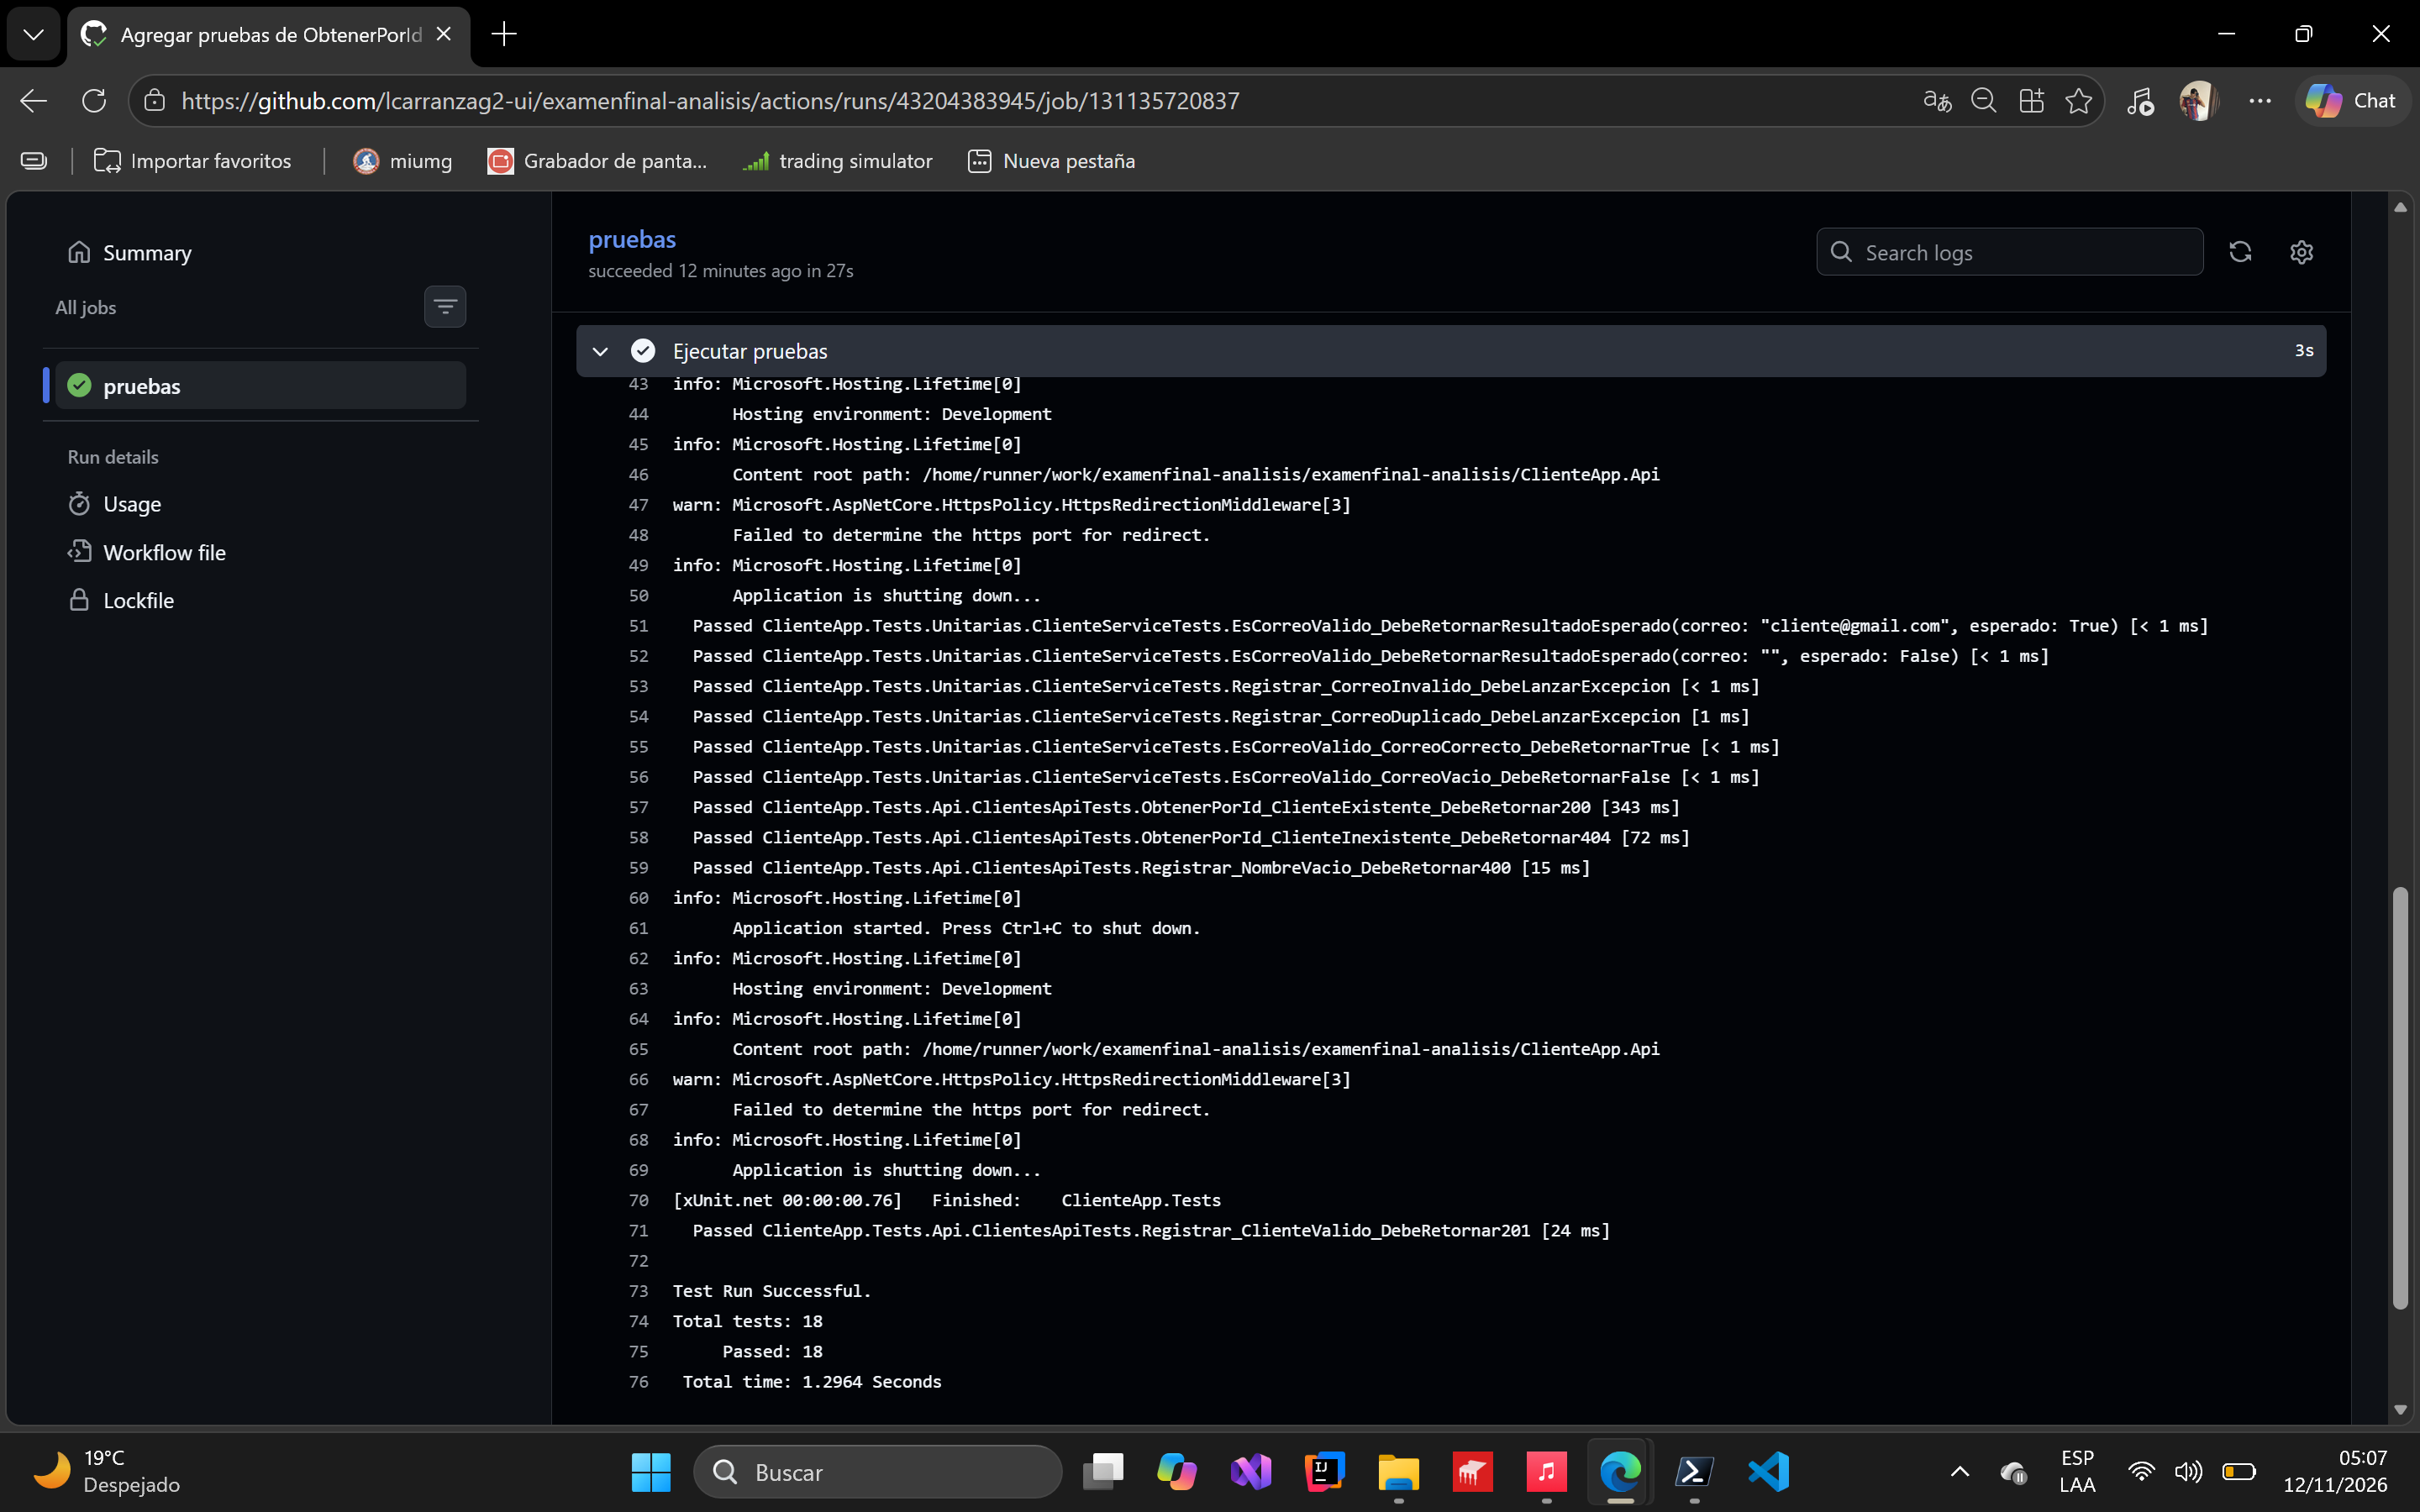 Agregar pruebas de ObtenerPorId
https://github.com/lcarranzag2-ui/examenfinal-analisis/actions/runs/43204383945/job/131135720837
Chat
Importar favoritos
miumg
Grabador de panta...
trading simulator
Nueva pestaña
Summary
All jobs
pruebas
Run details
Usage
Workflow file
Lockfile
pruebas
succeeded 12 minutes ago in 27s
Search logs
Ejecutar pruebas
3s
43 info: Microsoft.Hosting.Lifetime[0]
44 Hosting environment: Development
45 info: Microsoft.Hosting.Lifetime[0]
46 Content root path: /home/runner/work/examenfinal-analisis/examenfinal-analisis/ClienteApp.Api
47 warn: Microsoft.AspNetCore.HttpsPolicy.HttpsRedirectionMiddleware[3]
48 Failed to determine the https port for redirect.
49 info: Microsoft.Hosting.Lifetime[0]
50 Application is shutting down...
51 Passed ClienteApp.Tests.Unitarias.ClienteServiceTests.EsCorreoValido_DebeRetornarResultadoEsperado(correo: "cliente@gmail.com", esperado: True) [< 1 ms]
52 Passed ClienteApp.Tests.Unitarias.ClienteServiceTests.EsCorreoValido_DebeRetornarResultadoEsperado(correo: "", esperado: False) [< 1 ms]
53 Passed ClienteApp.Tests.Unitarias.ClienteServiceTests.Registrar_CorreoInvalido_DebeLanzarExcepcion [< 1 ms]
54 Passed ClienteApp.Tests.Unitarias.ClienteServiceTests.Registrar_CorreoDuplicado_DebeLanzarExcepcion [1 ms]
55 Passed ClienteApp.Tests.Unitarias.ClienteServiceTests.EsCorreoValido_CorreoCorrecto_DebeRetornarTrue [< 1 ms]
56 Passed ClienteApp.Tests.Unitarias.ClienteServiceTests.EsCorreoValido_CorreoVacio_DebeRetornarFalse [< 1 ms]
57 Passed ClienteApp.Tests.Api.ClientesApiTests.ObtenerPorId_ClienteExistente_DebeRetornar200 [343 ms]
58 Passed ClienteApp.Tests.Api.ClientesApiTests.ObtenerPorId_ClienteInexistente_DebeRetornar404 [72 ms]
59 Passed ClienteApp.Tests.Api.ClientesApiTests.Registrar_NombreVacio_DebeRetornar400 [15 ms]
60 info: Microsoft.Hosting.Lifetime[0]
61 Application started. Press Ctrl+C to shut down.
62 info: Microsoft.Hosting.Lifetime[0]
63 Hosting environment: Development
64 info: Microsoft.Hosting.Lifetime[0]
65 Content root path: /home/runner/work/examenfinal-analisis/examenfinal-analisis/ClienteApp.Api
66 warn: Microsoft.AspNetCore.HttpsPolicy.HttpsRedirectionMiddleware[3]
67 Failed to determine the https port for redirect.
68 info: Microsoft.Hosting.Lifetime[0]
69 Application is shutting down...
70 [xUnit.net 00:00:00.76] Finished: ClienteApp.Tests
71 Passed ClienteApp.Tests.Api.ClientesApiTests.Registrar_ClienteValido_DebeRetornar201 [24 ms]
72
73 Test Run Successful.
74 Total tests: 18
75 Passed: 18
76 Total time: 1.2964 Seconds
19°C
Despejado
Buscar
ESP
LAA
05:07
12/11/2026